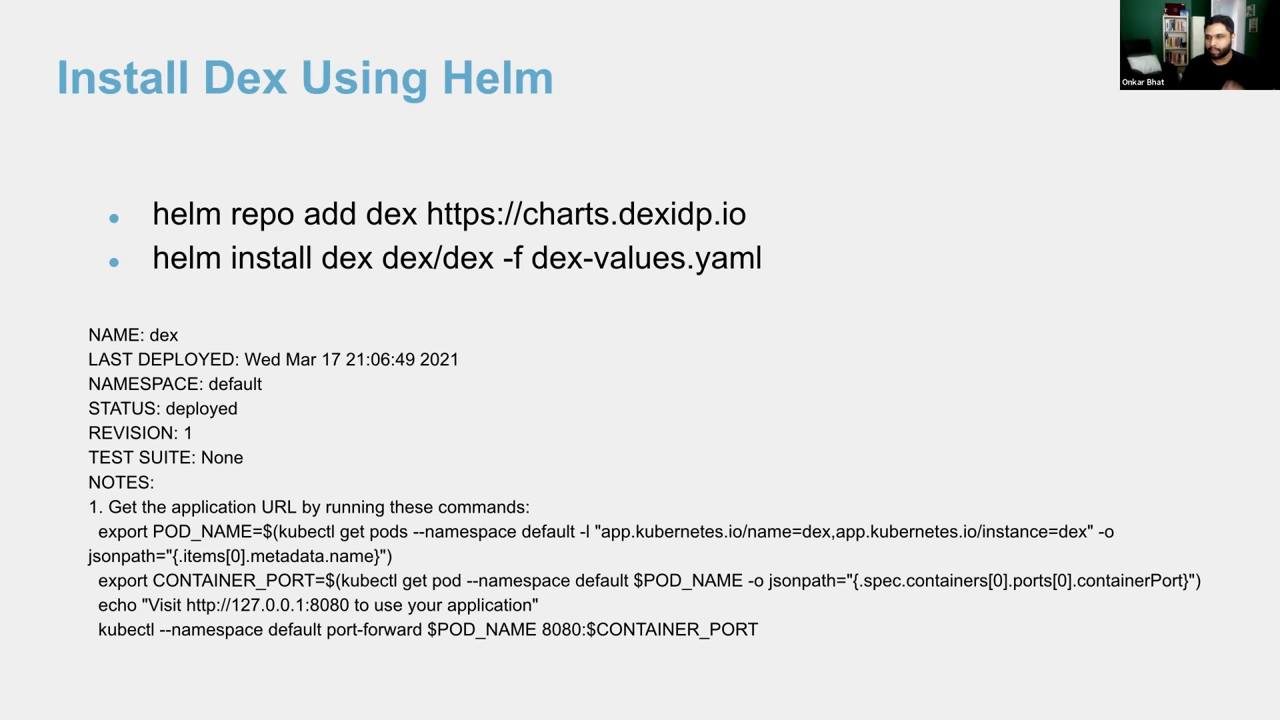 Install Dex Using Helm
Onkar Bhat
helm repo add dex https://charts.dexidp.io
helm install dex dex/dex -f dex-values.yaml
NAME: dex
LAST DEPLOYED: Wed Mar 17 21:06:49 2021
NAMESPACE: default
STATUS: deployed
REVISION: 1
TEST SUITE: None
NOTES:
1. Get the application URL by running these commands:
export POD_NAME=$(kubectl get pods --namespace default -l "app.kubernetes.io/name=dex,app.kubernetes.io/instance=dex" -o
jsonpath="{.items[0].metadata.name}")
export CONTAINER_PORT=$(kubectl get pod --namespace default $POD_NAME -o jsonpath="{.spec.containers[0].ports[0].containerPort}")
echo "Visit http://127.0.0.1:8080 to use your application"
kubectl --namespace default port-forward $POD_NAME 8080:$CONTAINER_PORT